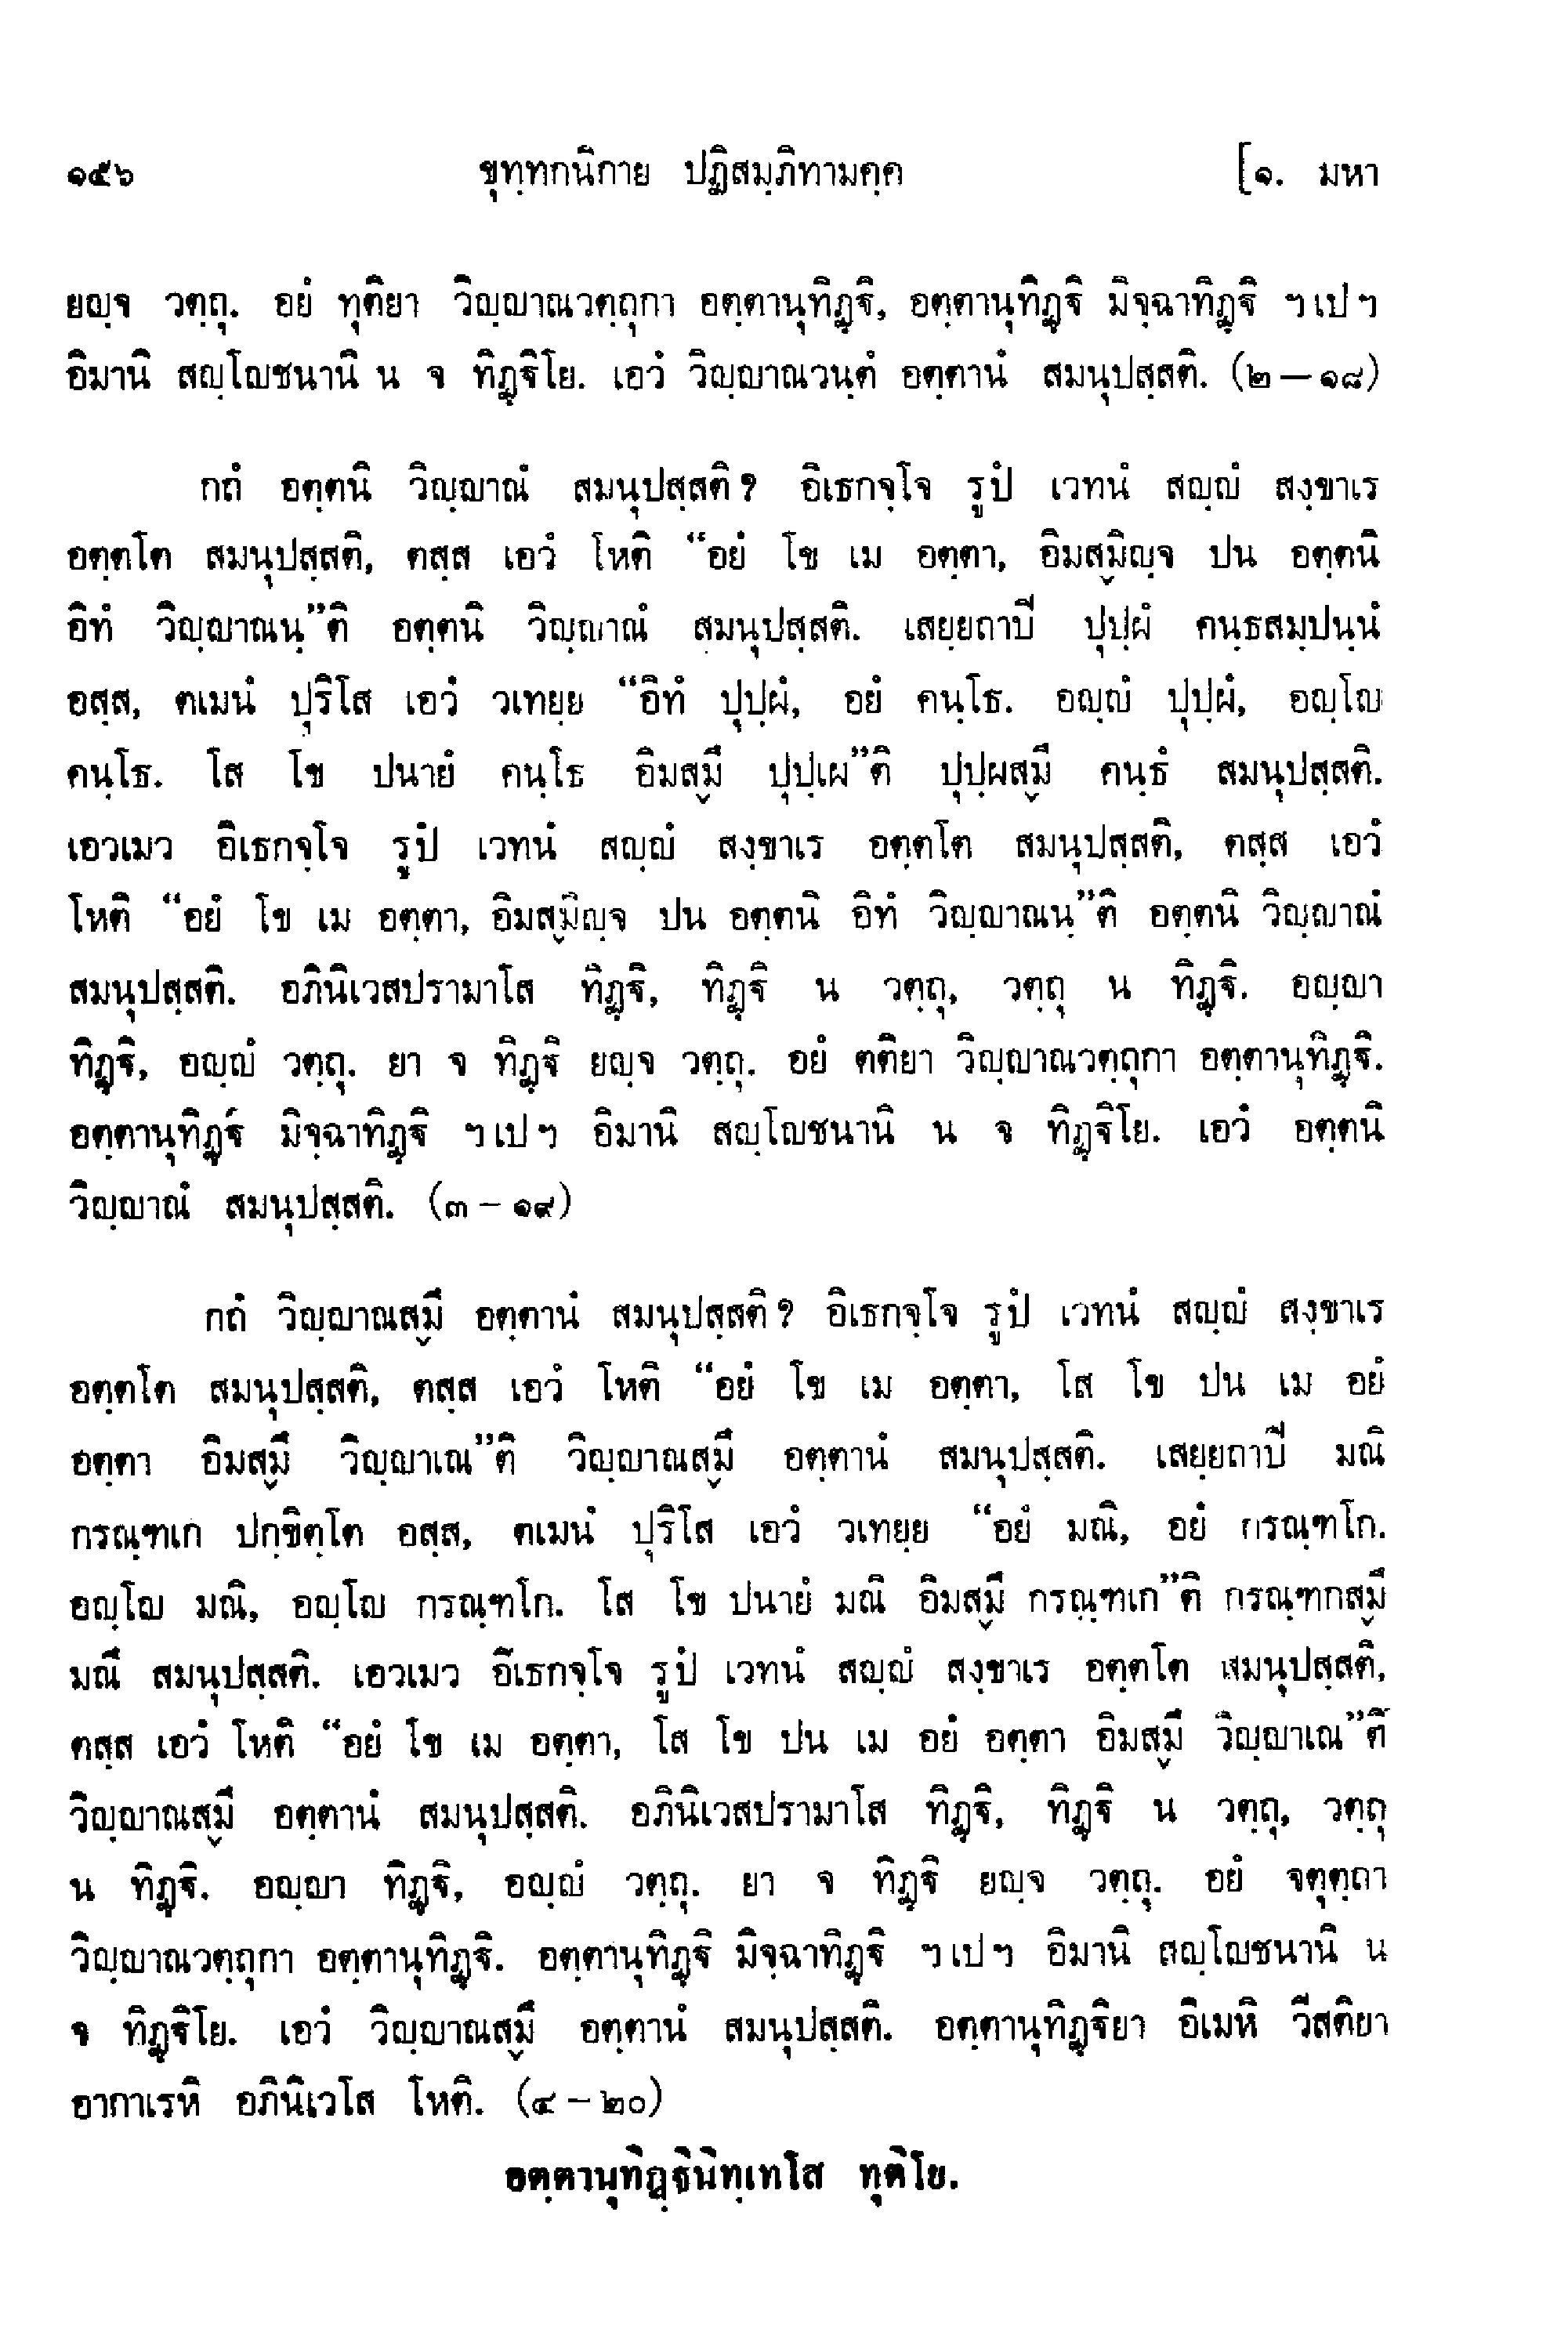 ๑๕๖ ขุทฺทกนิกาย ปฏิสมฺภิทามคฺค [๑. มหา
ยญฺจ วตฺถุ. อยํ ทุติยา วิญฺญาณวตฺถุกา อตฺตานุทิฏฺฐิ, อตฺตานุทิฏฺฐิ มิจฺฉาทิฏฺฐิ ฯเปฯ
อิมานิ สญฺโญชนานิ น จ ทิฏฺฐิโย. เอวํ วิญฺญาณวนฺตํ อตฺตานํ สมนุปสฺสติ. (๒ – ๑๘)
กถํ อตฺตนิ วิญฺญาณํ สมนุปสฺสติ? อิเธกจฺโจ รูปํ เวทนํ สญฺญํ สงฺขาเร
อตฺตโต สมนุปสฺสติ, ตสฺส เอวํ โหติ “อยํ โข เม อตฺตา, อิมสฺมิญฺจ ปน อตฺตนิ
อิทํ วิญฺญาณนฺ”ติ อตฺตนิ วิญฺญาณํ สมนุปสฺสติ. เสยฺยถาปี ปุปฺผํ คนฺธสมฺปนฺนํ
อสฺส, ตเมนํ ปุริโส เอวํ วเทยฺย “อิทํ ปุปฺผํ, อยํ คนฺโธ. อญฺญํ ปุปฺผํ, อญฺโญ
คนฺโธ. โส โข ปนายํ คนฺโธ อิมสฺมึ ปุปฺเผ”ติ ปุปฺผสฺมึ คนฺธํ สมนุปสฺสติ.
เอวเมว อิเธกจฺโจ รูปํ เวทนํ สญฺญํ สงฺขาเร อตฺตโต สมนุปสฺสติ, ตสฺส เอวํ
โหติ “อยํ โข เม อตฺตา, อิมสฺมิญฺจ ปน อตฺตนิ อิทํ วิญฺญาณนฺ”ติ อตฺตนิ วิญฺญาณํ
สมนุปสฺสติ. อภินิเวสปรามาโส ทิฏฺฐิ, ทิฏฺฐิ น วตฺถุ, วตฺถุ น ทิฏฺฐิ. อญฺญา
ทิฏฺฐิ, อญฺญํ วตฺถุ. ยา จ ทิฏฺฐิ ยญฺจ วตฺถุ. อยํ ตติยา วิญฺญาณวตฺถุกา อตฺตานุทิฏฺฐิ.
อตฺตานุทิฏฺฐิ มิจฺฉาทิฏฺฐิ ฯเปฯ อิมานิ สญฺโญชนานิ น จ ทิฏฺฐิโย. เอวํ อตฺตนิ
วิญฺญาณํ สมนุปสฺสติ. (๓ – ๑๙)
กถํ วิญฺญาณสฺมึ อตฺตานํ สมนุปสฺสติ? อิเธกจฺโจ รูปํ เวทนํ สญฺญํ สงฺขาเร
อตฺตโต สมนุปสฺสติ, ตสฺส เอวํ โหติ “อยํ โข เม อตฺตา, โส โข ปน เม อยํ
อตฺตา อิมสฺมึ วิญฺญาเณ”ติ วิญฺญาณสฺมึ อตฺตานํ สมนุปสฺสติ. เสยฺยถาปี มณิ
กรณฺฑเก ปกฺขิตฺโต อสฺส, ตเมนํ ปุริโส เอวํ วเทยฺย “อยํ มณิ, อยํ กรณฺฑโก.
อญฺโญ มณิ, อญฺโญ กรณฺฑโก. โส โข ปนายํ มณิ อิมสฺมึ กรณฺฑเก”ติ กรณฺฑกสฺมึ
มณึ สมนุปสฺสติ. เอวเมว อิเธกจฺโจ รูปํ เวทนํ สญฺญํ สงฺขาเร อตฺตโต สมนุปสฺสติ,
ตสฺส เอวํ โหติ “อยํ โข เม อตฺตา, โส โข ปน เม อยํ อตฺตา อิมสฺมึ วิญฺญาเณ”ติ
วิญฺญาณสฺมึ อตฺตานํ สมนุปสฺสติ. อภินิเวสปรามาโส ทิฏฺฐิ, ทิฏฺฐิ น วตฺถุ, วตฺถุ
น ทิฏฺฐิ. อญฺญา ทิฏฺฐิ, อญฺญํ วตฺถุ. ยา จ ทิฏฺฐิ ยญฺจ วตฺถุ. อยํ จตุตฺถา
วิญฺญาณวตฺถุกา อตฺตานุทิฏฺฐิ. อตฺตานุทิฏฺฐิ มิจฺฉาทิฏฺฐิ ฯเปฯ อิมานิ สญฺโญชนานิ น
จ ทิฏฺฐิโย. เอวํ วิญฺญาณสฺมึ อตฺตานํ สมนุปสฺสติ. อตฺตานุทิฏฺฐิยา อิเมหิ วีสติยา
อากาเรหิ อภินิเวโส โหติ. (๔ – ๒๐)
อตฺตานุทิฏฺฐินิทฺเทโส ทุติโย.